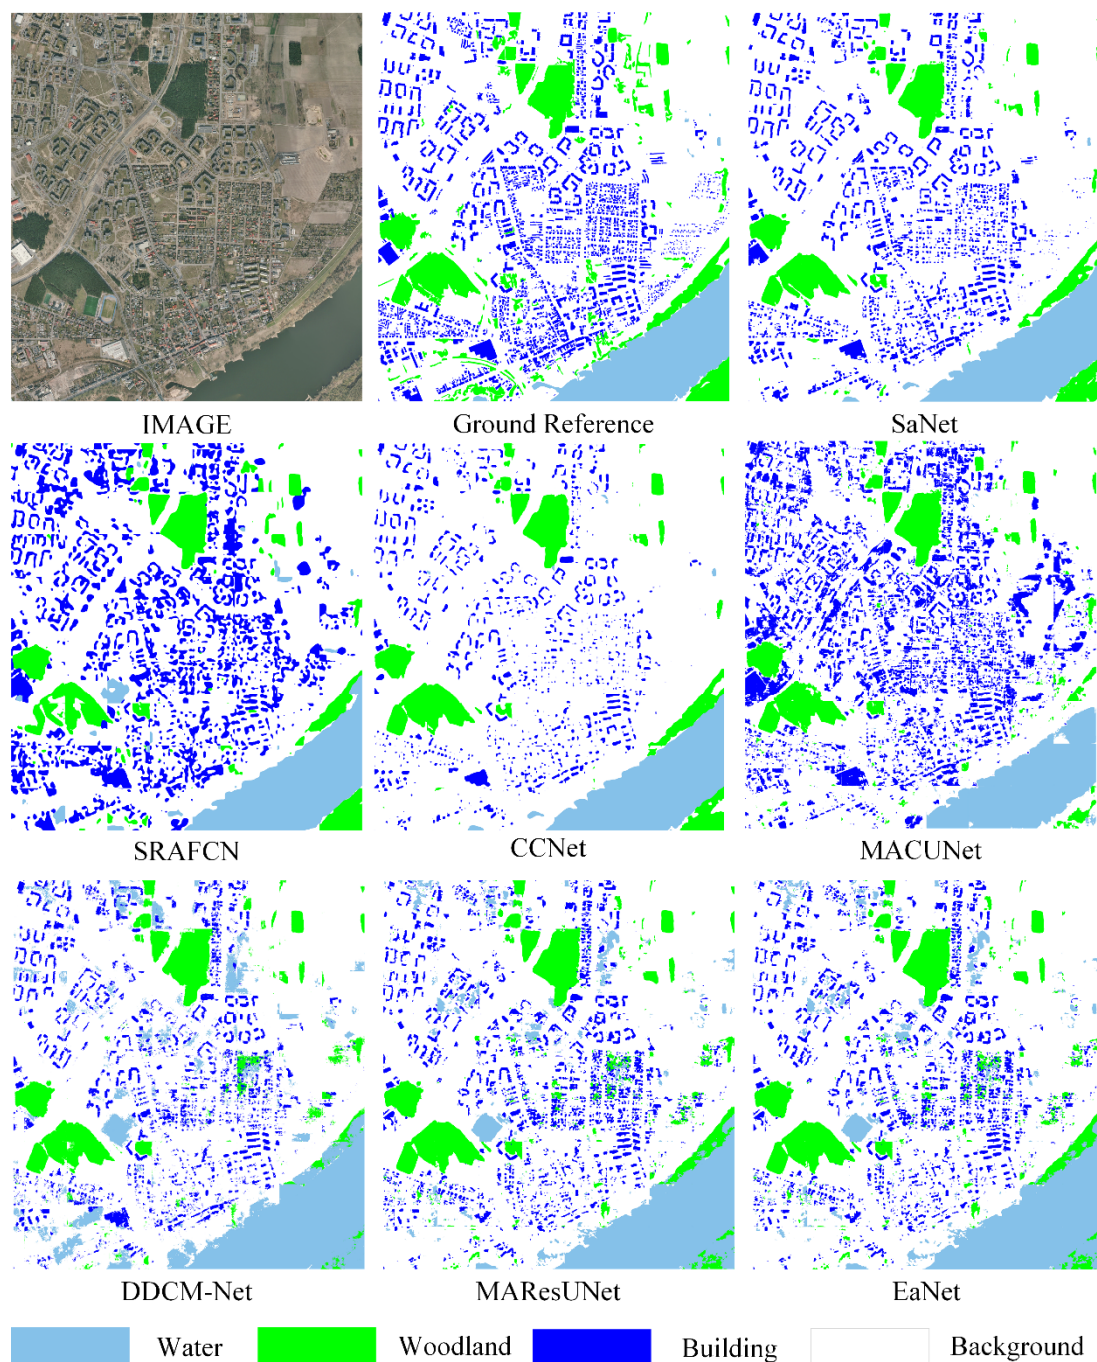 IMAGE
Ground Reference
SaNet
SRAFCN
CCNet
MACUNet
DDCM-Net
MAResUNet
EaNet
Water
Woodland
Building
Background